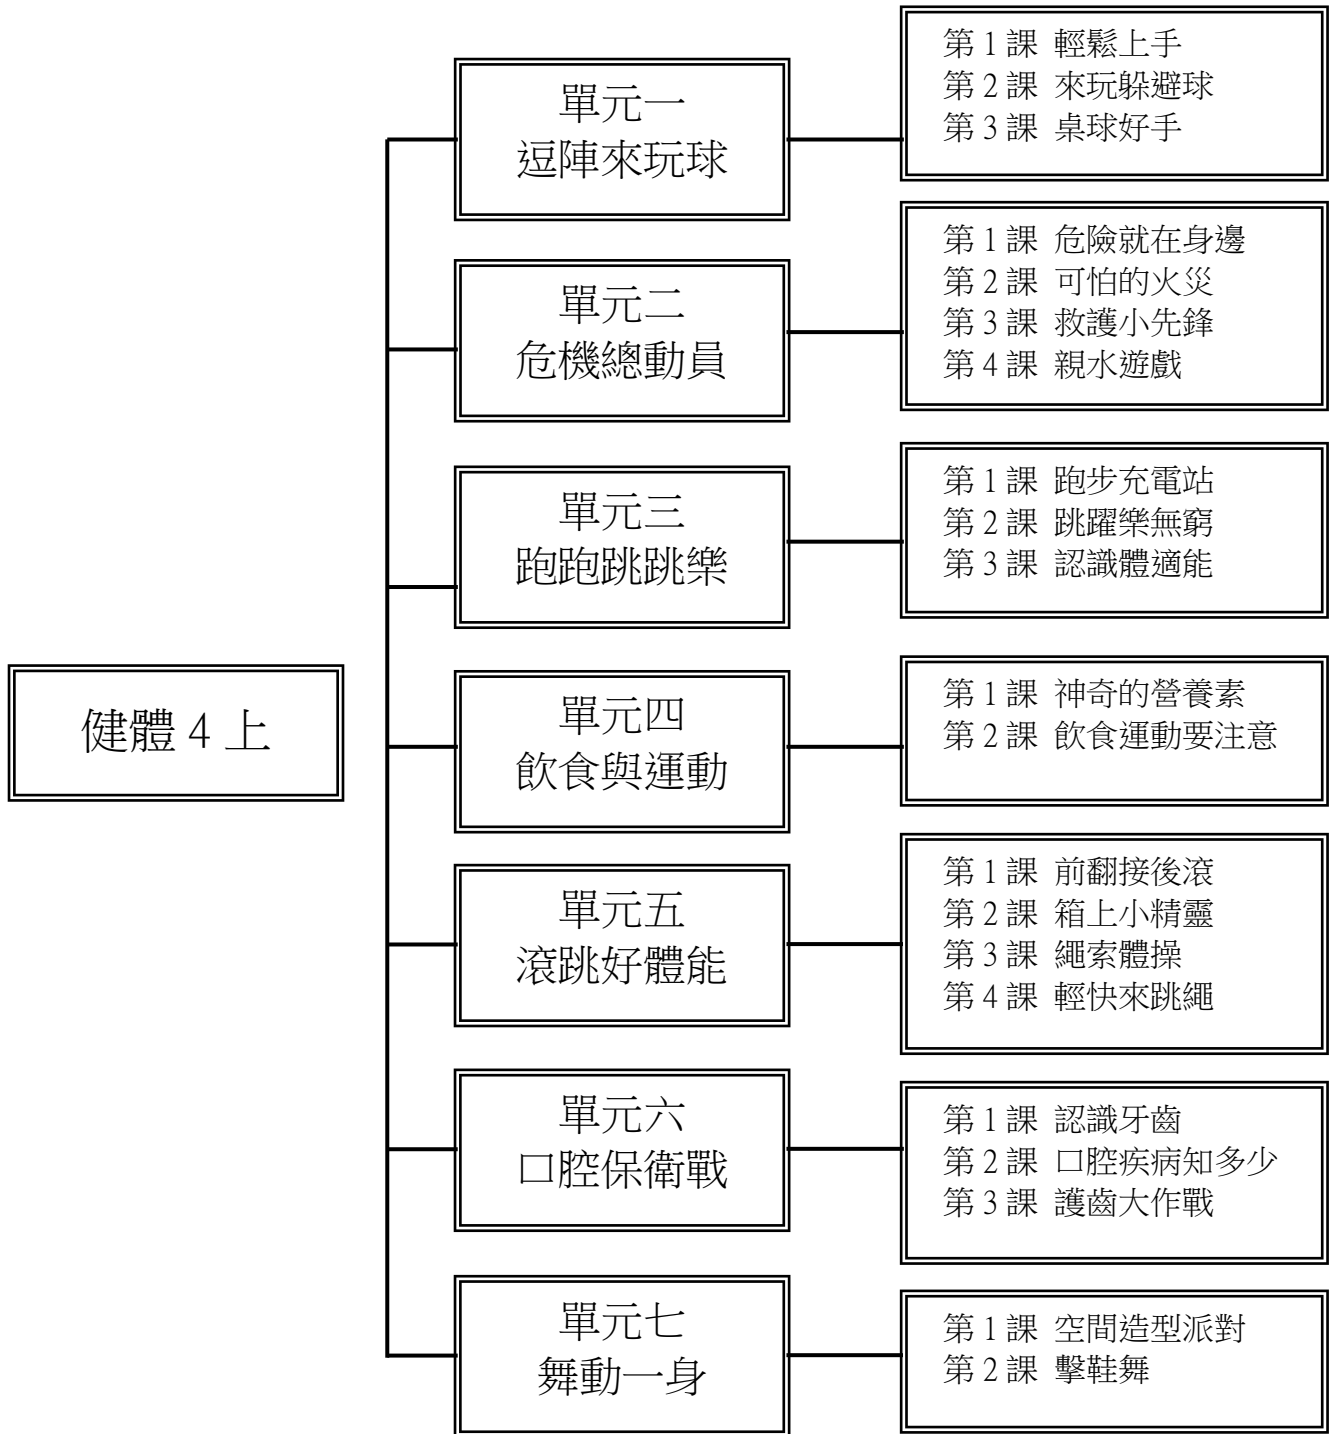 健體 4 上
單元一
逗陣來玩球
第 1 課 輕鬆上手
第 2 課 來玩躲避球
第 3 課 桌球好手
單元二
危機總動員
第 1 課 危險就在身邊
第 2 課 可怕的火災
第 3 課 救護小先鋒
第 4 課 親水遊戲
單元三
跑跑跳跳樂
第 1 課 跑步充電站
第 2 課 跳躍樂無窮
第 3 課 認識體適能
單元四
飲食與運動
第 1 課 神奇的營養素
第 2 課 飲食運動要注意
單元五
滾跳好體能
第 1 課 前翻接後滾
第 2 課 箱上小精靈
第 3 課 繩索體操
第 4 課 輕快來跳繩
單元六
口腔保衛戰
第 1 課 認識牙齒
第 2 課 口腔疾病知多少
第 3 課 護齒大作戰
單元七
舞動一身
第 1 課 空間造型派對
第 2 課 擊鞋舞